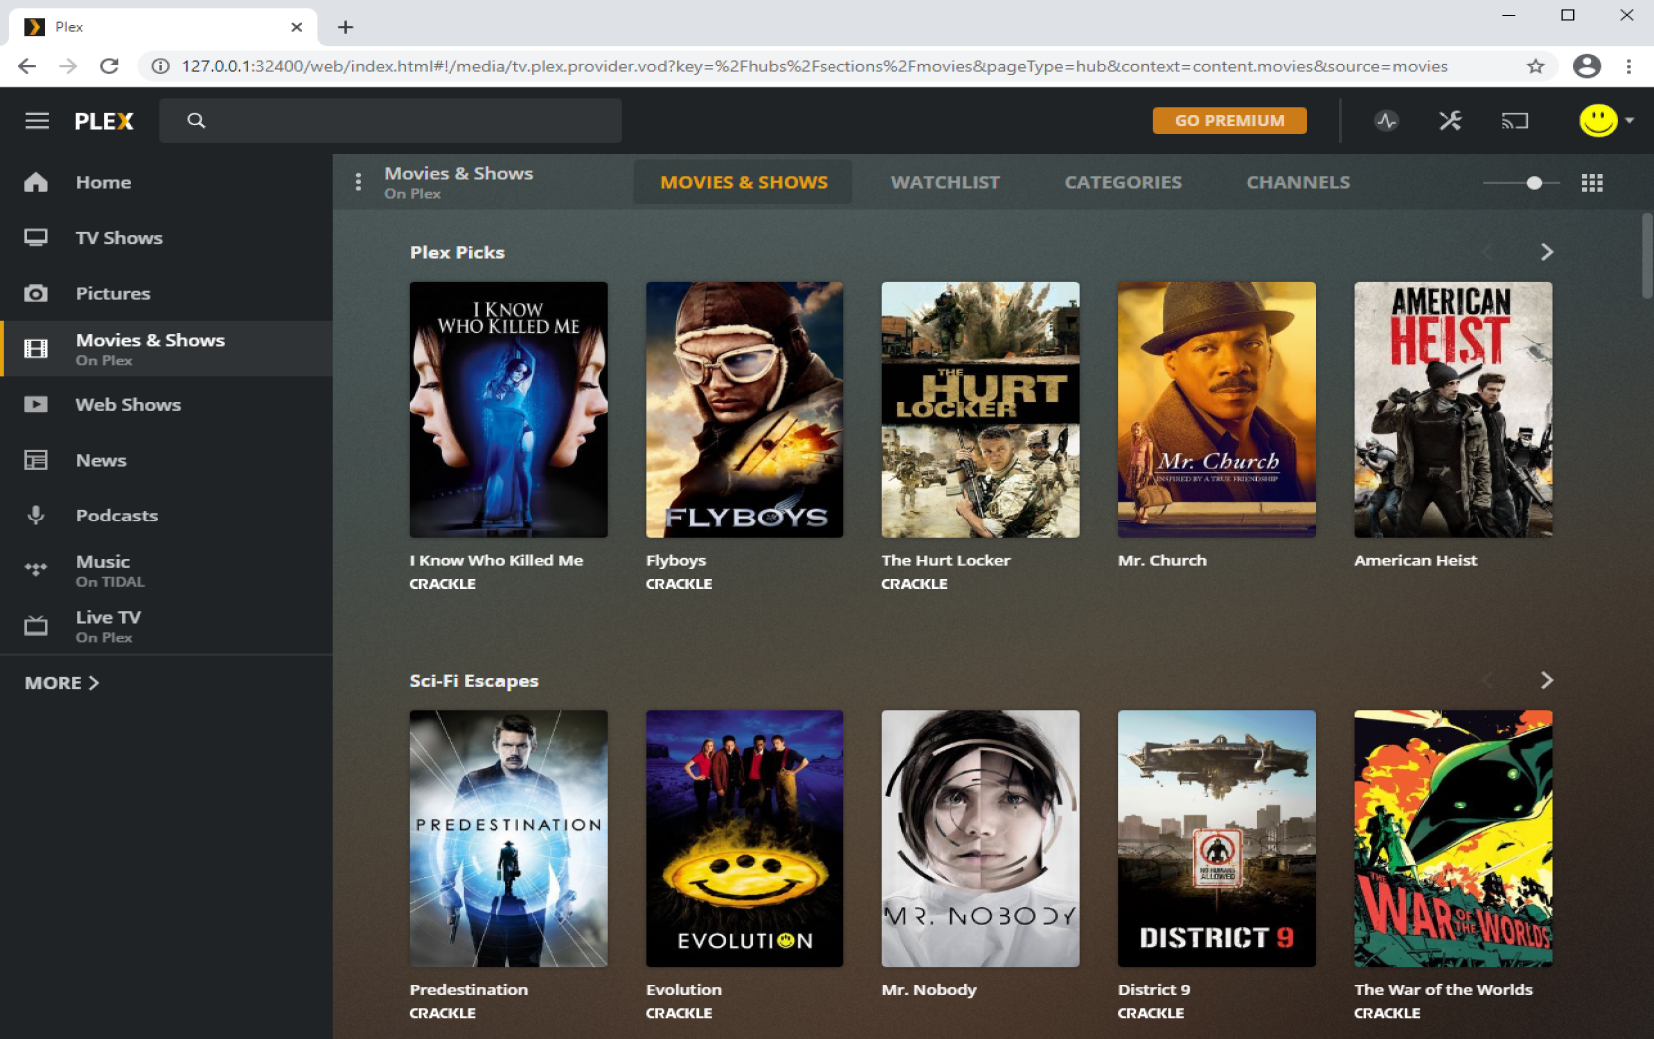 Plex
127.0.0.1:32400/web/index.html#!/media/tv.plex.provider.vod?key=%2Fhubs%2Fsections%2Fmovies&pageType=hub&context=content.movies&source=movies
PLEX
GO PREMIUM
Home
TV Shows
Pictures
Movies & Shows
On Plex
Web Shows
News
Podcasts
Music
On TIDAL
Live TV
On Plex
MORE
Movies & Shows
On Plex
MOVIES & SHOWS
WATCHLIST
CATEGORIES
CHANNELS
Plex Picks
I KNOW
WHO KILLED ME
FLYBOYS
THE
HURT
LOCKER
Mr. Church
INSPIRED BY A TRUE FRIENDSHIP
AMERICAN
HEIST
I Know Who Killed Me
CRACKLE
Flyboys
CRACKLE
The Hurt Locker
CRACKLE
Mr. Church
American Heist
Sci-Fi Escapes
PREDESTINATION
EVOLUTION
MR. NOBODY
NO HUMANS
ALLOWED
DISTRICT 9
THE
WAR OF THE WORLDS
Predestination
CRACKLE
Evolution
CRACKLE
Mr. Nobody
District 9
CRACKLE
The War of the Worlds
CRACKLE